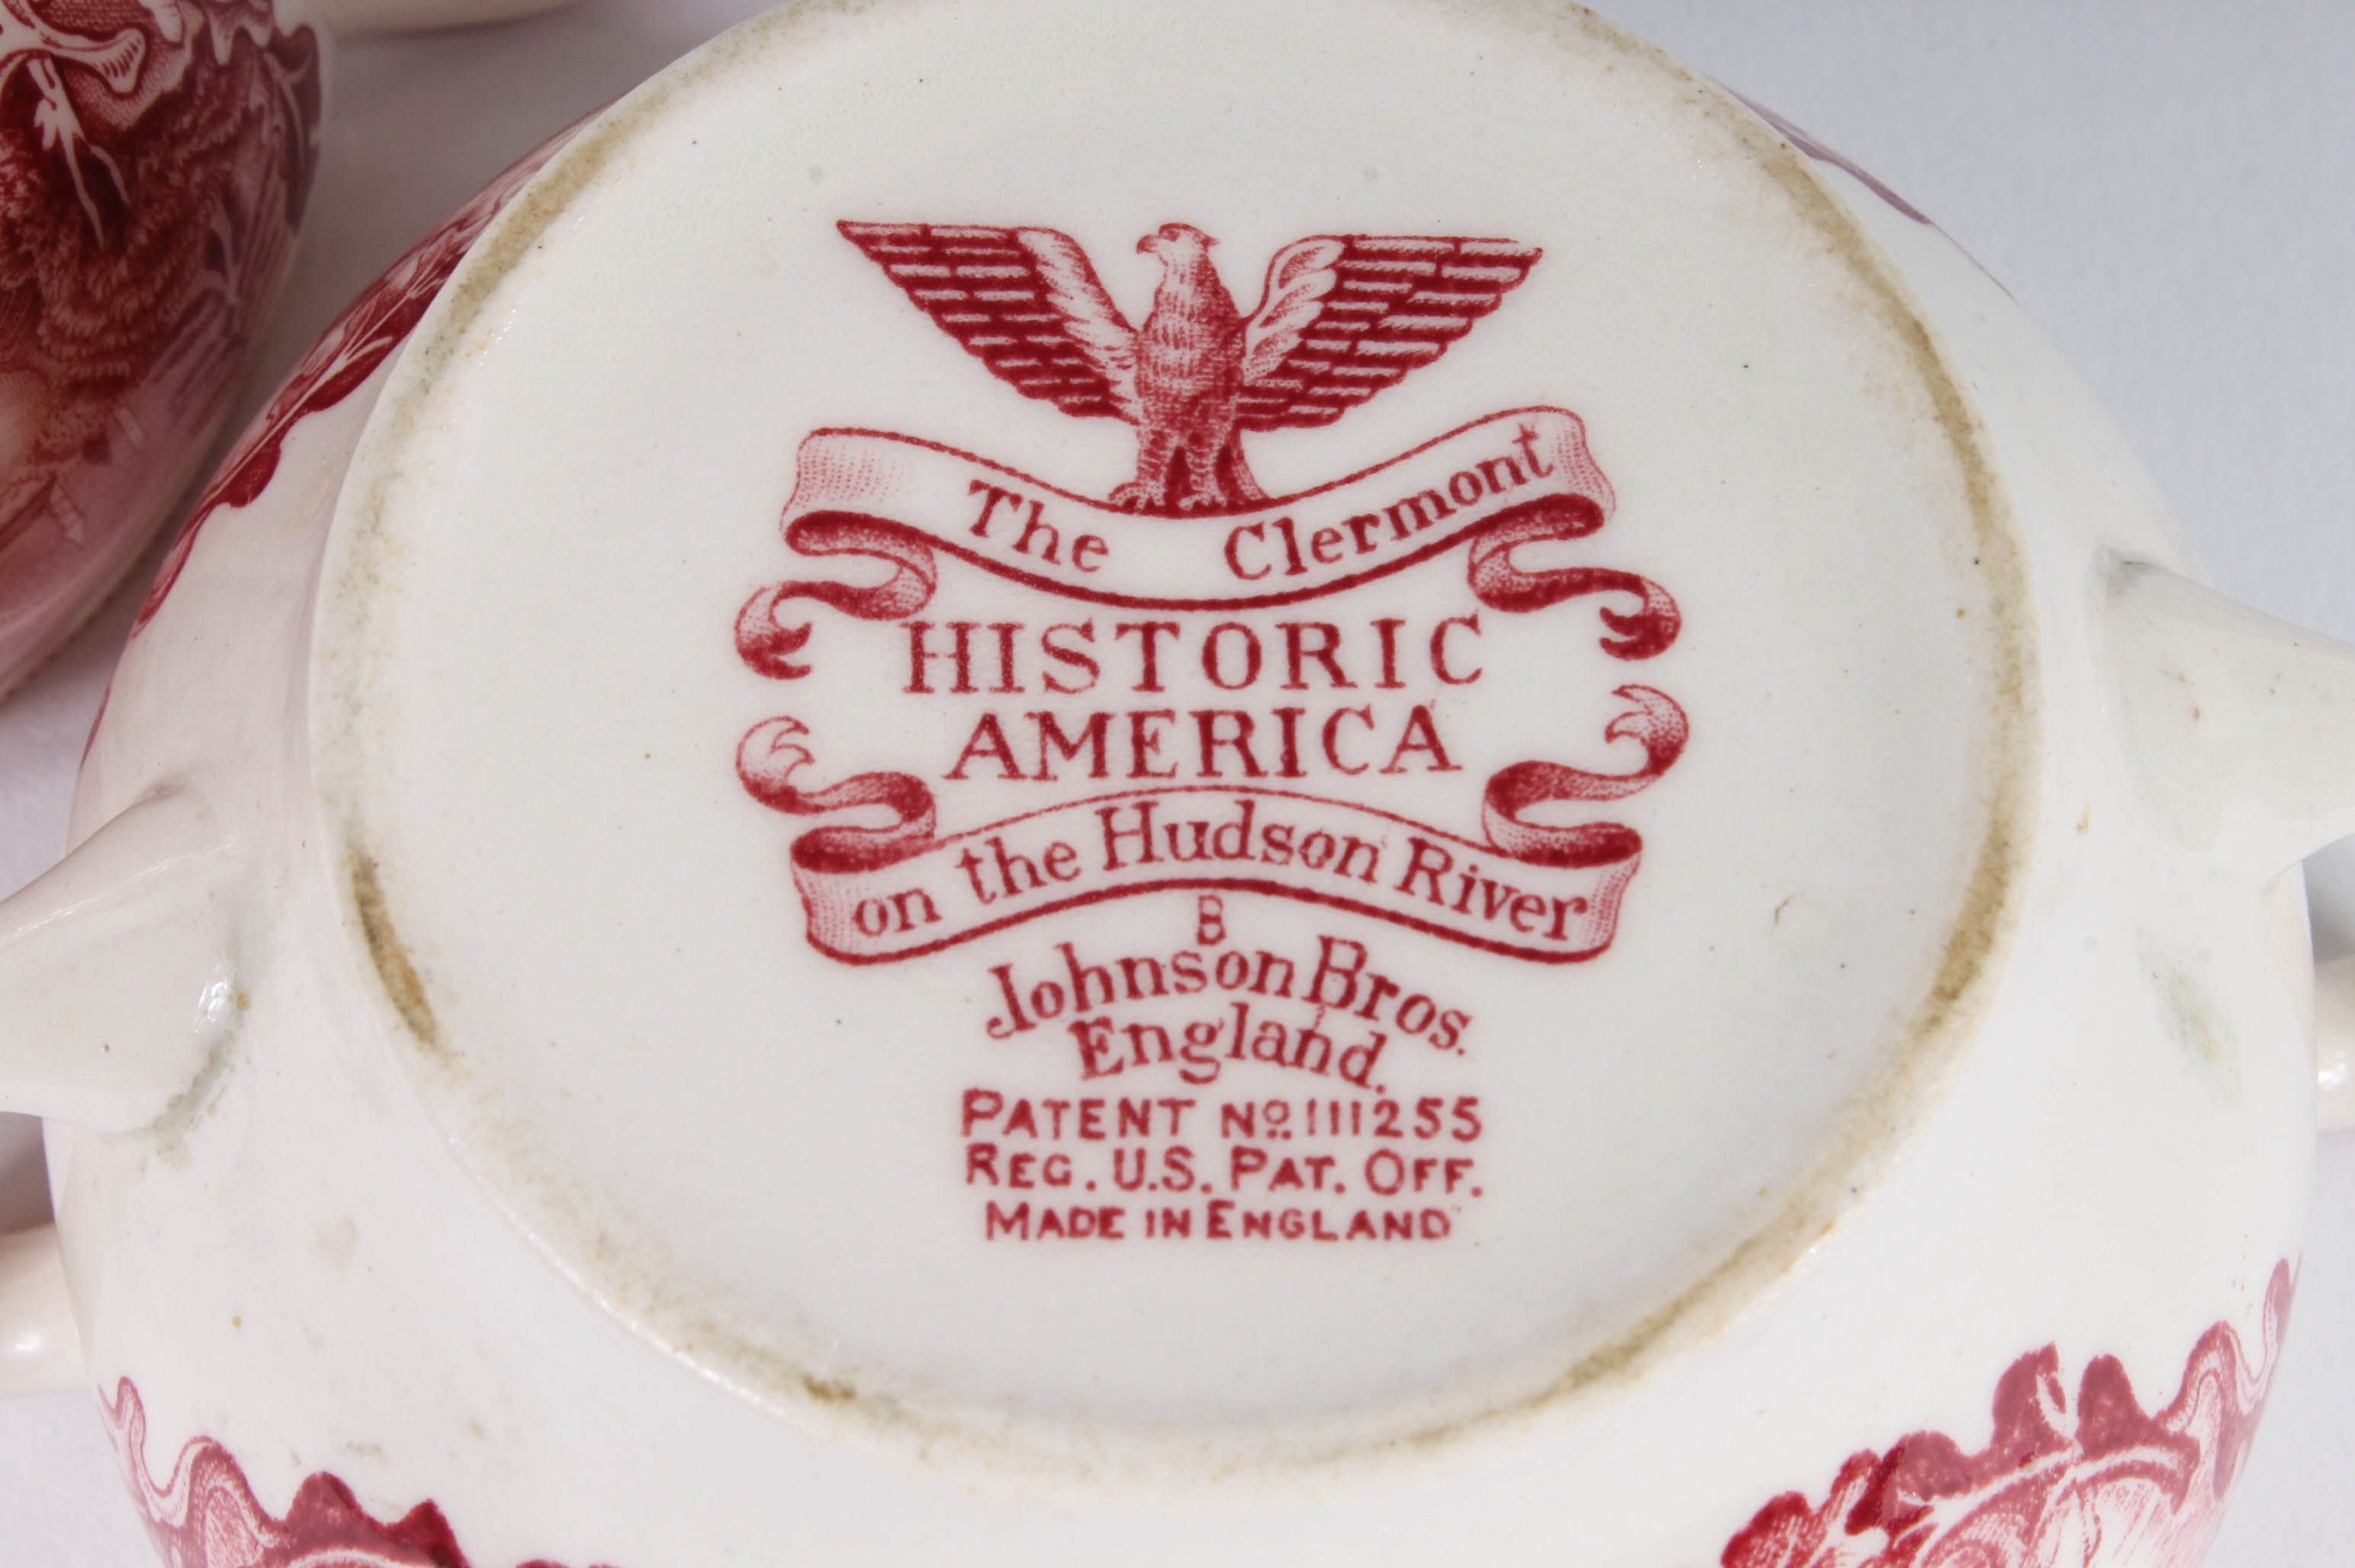 The Clermont
HISTORIC
AMERICA
on the Hudson River
B
Johnson Bros.
England.
PATENT NO 111255
REG. U.S. PAT. OFF.
MADE IN ENGLAND